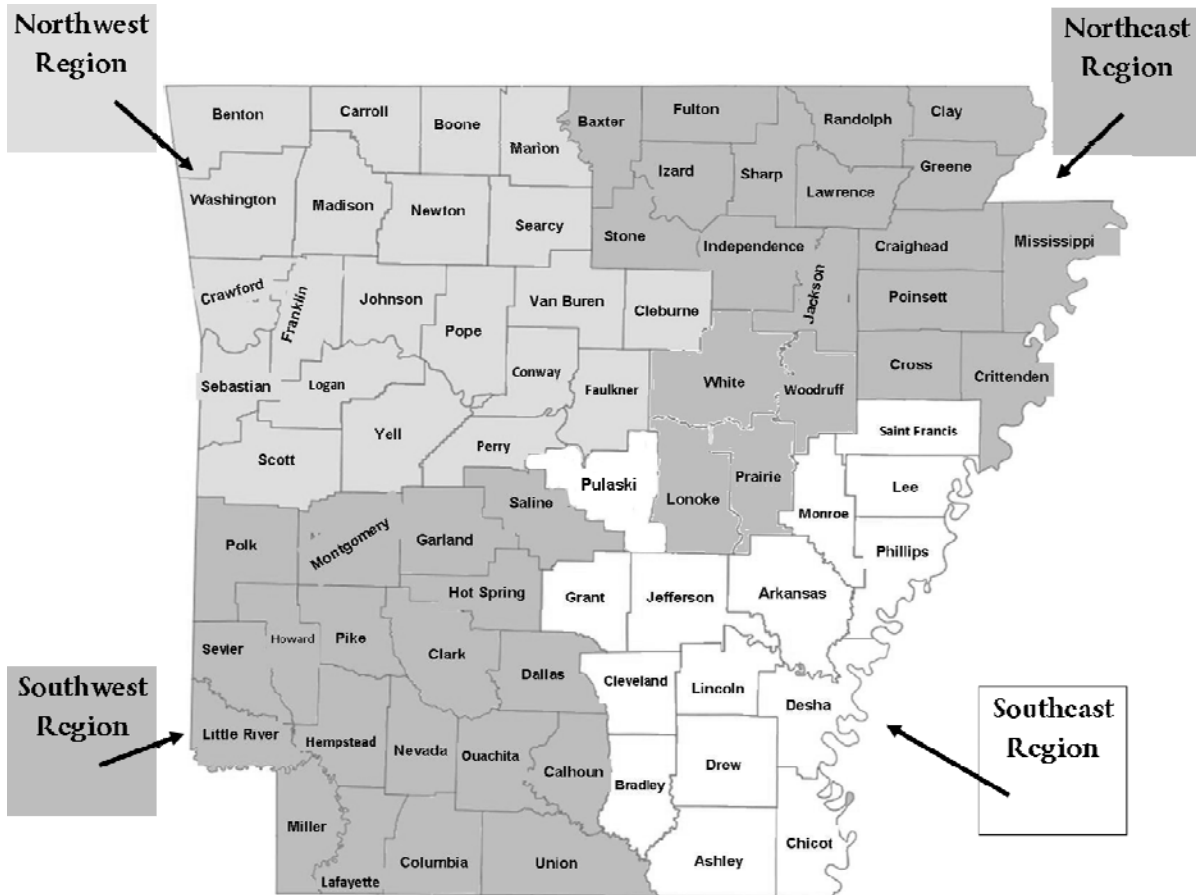 Northwest
Region
Northeast
Region
Benton
Carroll
Boone
Marion
Baxter
Fulton
Randolph
Clay
Izard
Sharp
Greene
Lawrence
Washington
Madison
Newton
Searcy
Stone
Independence
Craighead
Mississippi
Crawford
Franklin
Johnson
Pope
Van Buren
Cleburne
Jackson
Poinsett
Sebastian
Logan
Conway
Faulkner
White
Woodruff
Cross
Crittenden
Scott
Yell
Perry
Pulaski
Saint Francis
Saline
Lonoke
Prairie
Monroe
Lee
Polk
Montgomery
Garland
Phillips
Hot Spring
Grant
Jefferson
Arkansas
Sevier
Howard
Pike
Clark
Dallas
Cleveland
Lincoln
Desha
Southwest
Region
Southeast
Region
Little River
Hempstead
Nevada
Ouachita
Calhoun
Bradley
Drew
Miller
Lafayette
Columbia
Union
Ashley
Chicot